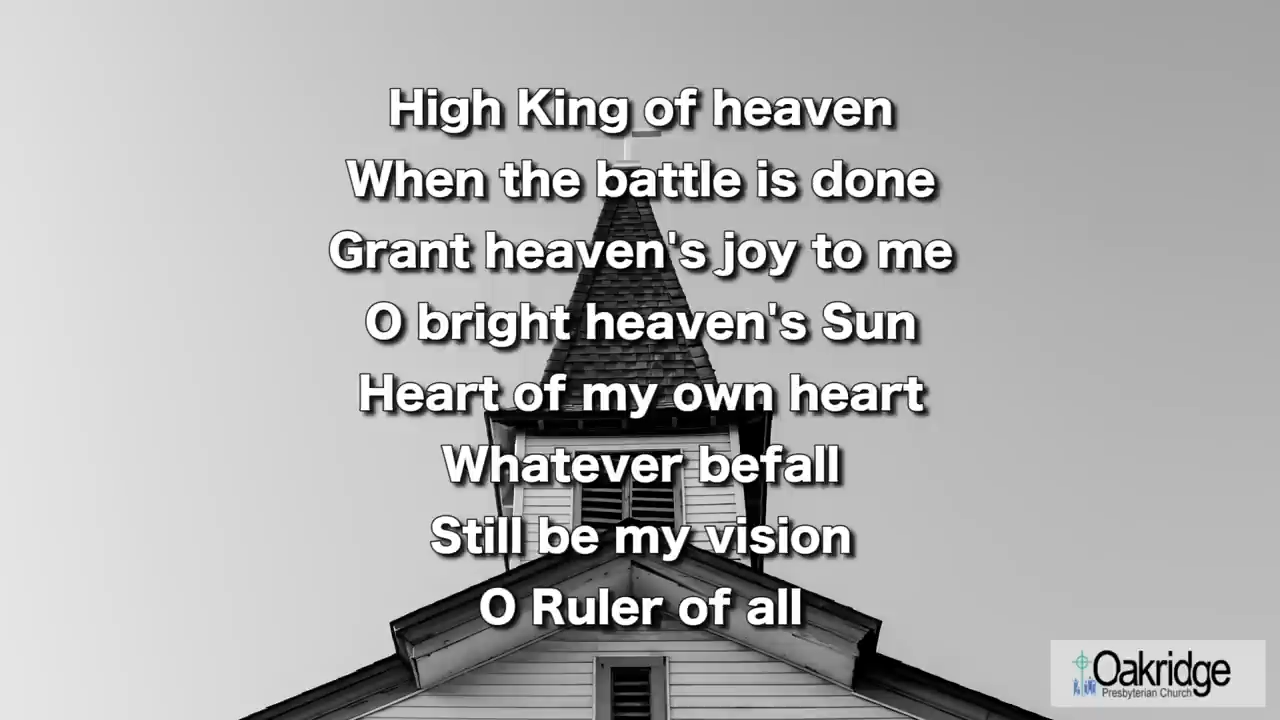 High King of heaven
When the battle is done
Grant heaven's joy to me
O bright heaven's Sun
Heart of my own heart
Whatever befall
Still be my vision
O Ruler of all
Oakridge
Presbyterian Church